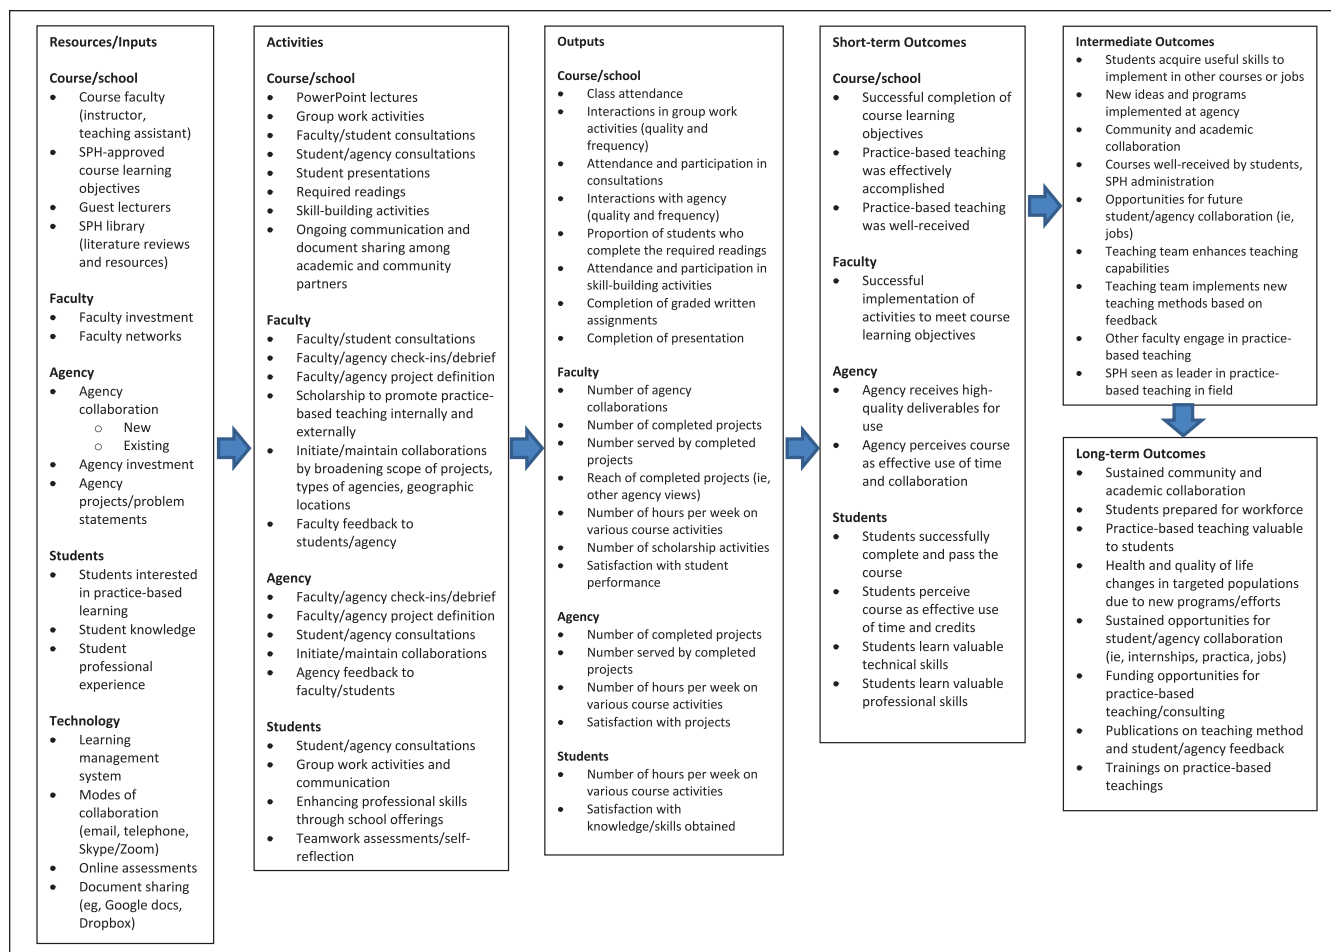 Resources/Inputs
Course/school
• Course faculty
(instructor,
teaching assistant)
• SPH-approved
course learning
objectives
• Guest lecturers
• SPH library
(literature reviews
and resources)
Faculty
• Faculty investment
• Faculty networks
Agency
• Agency
collaboration
o New
o Existing
• Agency investment
• Agency
projects/problem
statements
Students
• Students interested
in practice-based
learning
• Student knowledge
• Student
professional
experience
Technology
• Learning
management
system
• Modes of
collaboration
(email, telephone,
Skype/Zoom)
• Online assessments
• Document sharing
(eg, Google docs,
Dropbox)
Activities
Course/school
• PowerPoint lectures
• Group work activities
• Faculty/student consultations
• Student/agency consultations
• Student presentations
• Required readings
• Skill-building activities
• Ongoing communication and
document sharing among
academic and community
partners
Faculty
• Faculty/student consultations
• Faculty/agency check-ins/debrief
• Faculty/agency project definition
• Scholarship to promote practice-
based teaching internally and
externally
• Initiate/maintain collaborations
by broadening scope of projects,
types of agencies, geographic
locations
• Faculty feedback to
students/agency
Agency
• Faculty/agency check-ins/debrief
• Faculty/agency project definition
• Student/agency consultations
• Initiate/maintain collaborations
• Agency feedback to
faculty/students
Students
• Student/agency consultations
• Group work activities and
communication
• Enhancing professional skills
through school offerings
• Teamwork assessments/self-
reflection
Outputs
Course/school
• Class attendance
• Interactions in group work
activities (quality and
frequency)
• Attendance and participation in
consultations
• Interactions with agency
(quality and frequency)
• Proportion of students who
complete the required readings
• Attendance and participation in
skill-building activities
• Completion of graded written
assignments
• Completion of presentation
Faculty
• Number of agency
collaborations
• Number of completed projects
• Number served by completed
projects
• Reach of completed projects (ie,
other agency views)
• Number of hours per week on
various course activities
• Number of scholarship activities
• Satisfaction with student
performance
Agency
• Number of completed projects
• Number served by completed
projects
• Number of hours per week on
various course activities
• Satisfaction with projects
Students
• Number of hours per week on
various course activities
• Satisfaction with
knowledge/skills obtained
Short-term Outcomes
Course/school
• Successful completion of
course learning
objectives
• Practice-based teaching
was effectively
accomplished
• Practice-based teaching
was well-received
Faculty
• Successful
implementation of
activities to meet course
learning objectives
Agency
• Agency receives high-
quality deliverables for
use
• Agency perceives course
as effective use of time
and collaboration
Students
• Students successfully
complete and pass the
course
• Students perceive
course as effective use
of time and credits
• Students learn valuable
technical skills
• Students learn valuable
professional skills
Intermediate Outcomes
• Students acquire useful skills to
implement in other courses or jobs
• New ideas and programs
implemented at agency
• Community and academic
collaboration
• Courses well-received by students,
SPH administration
• Opportunities for future
student/agency collaboration (ie,
jobs)
• Teaching team enhances teaching
capabilities
• Teaching team implements new
teaching methods based on
feedback
• Other faculty engage in practice-
based teaching
• SPH seen as leader in practice-
based teaching in field
Long-term Outcomes
• Sustained community and
academic collaboration
• Students prepared for workforce
• Practice-based teaching valuable
to students
• Health and quality of life
changes in targeted populations
due to new programs/efforts
• Sustained opportunities for
student/agency collaboration
(ie, internships, practica, jobs)
• Funding opportunities for
practice-based
teaching/consulting
• Publications on teaching method
and student/agency feedback
• Trainings on practice-based
teachings